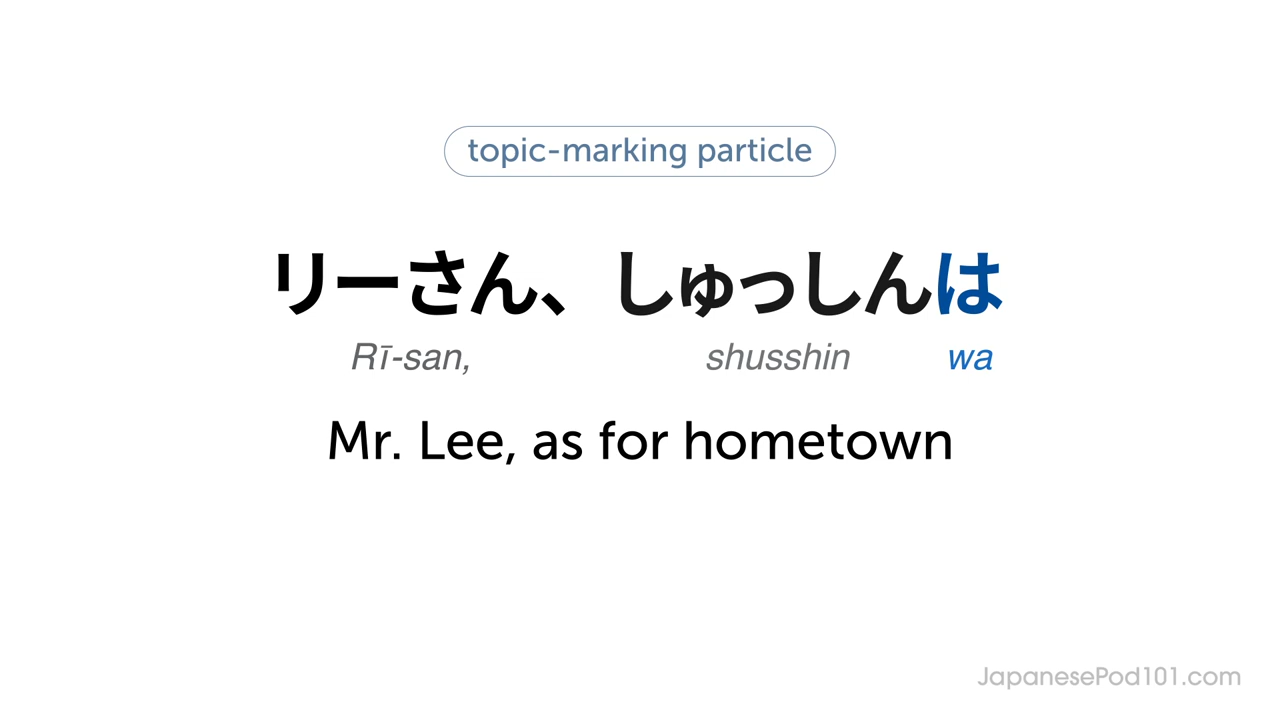 topic-marking particle
リーさん、しゅっしんは
Rī-san, shusshin wa
Mr. Lee, as for hometown
JapanesePod101.com